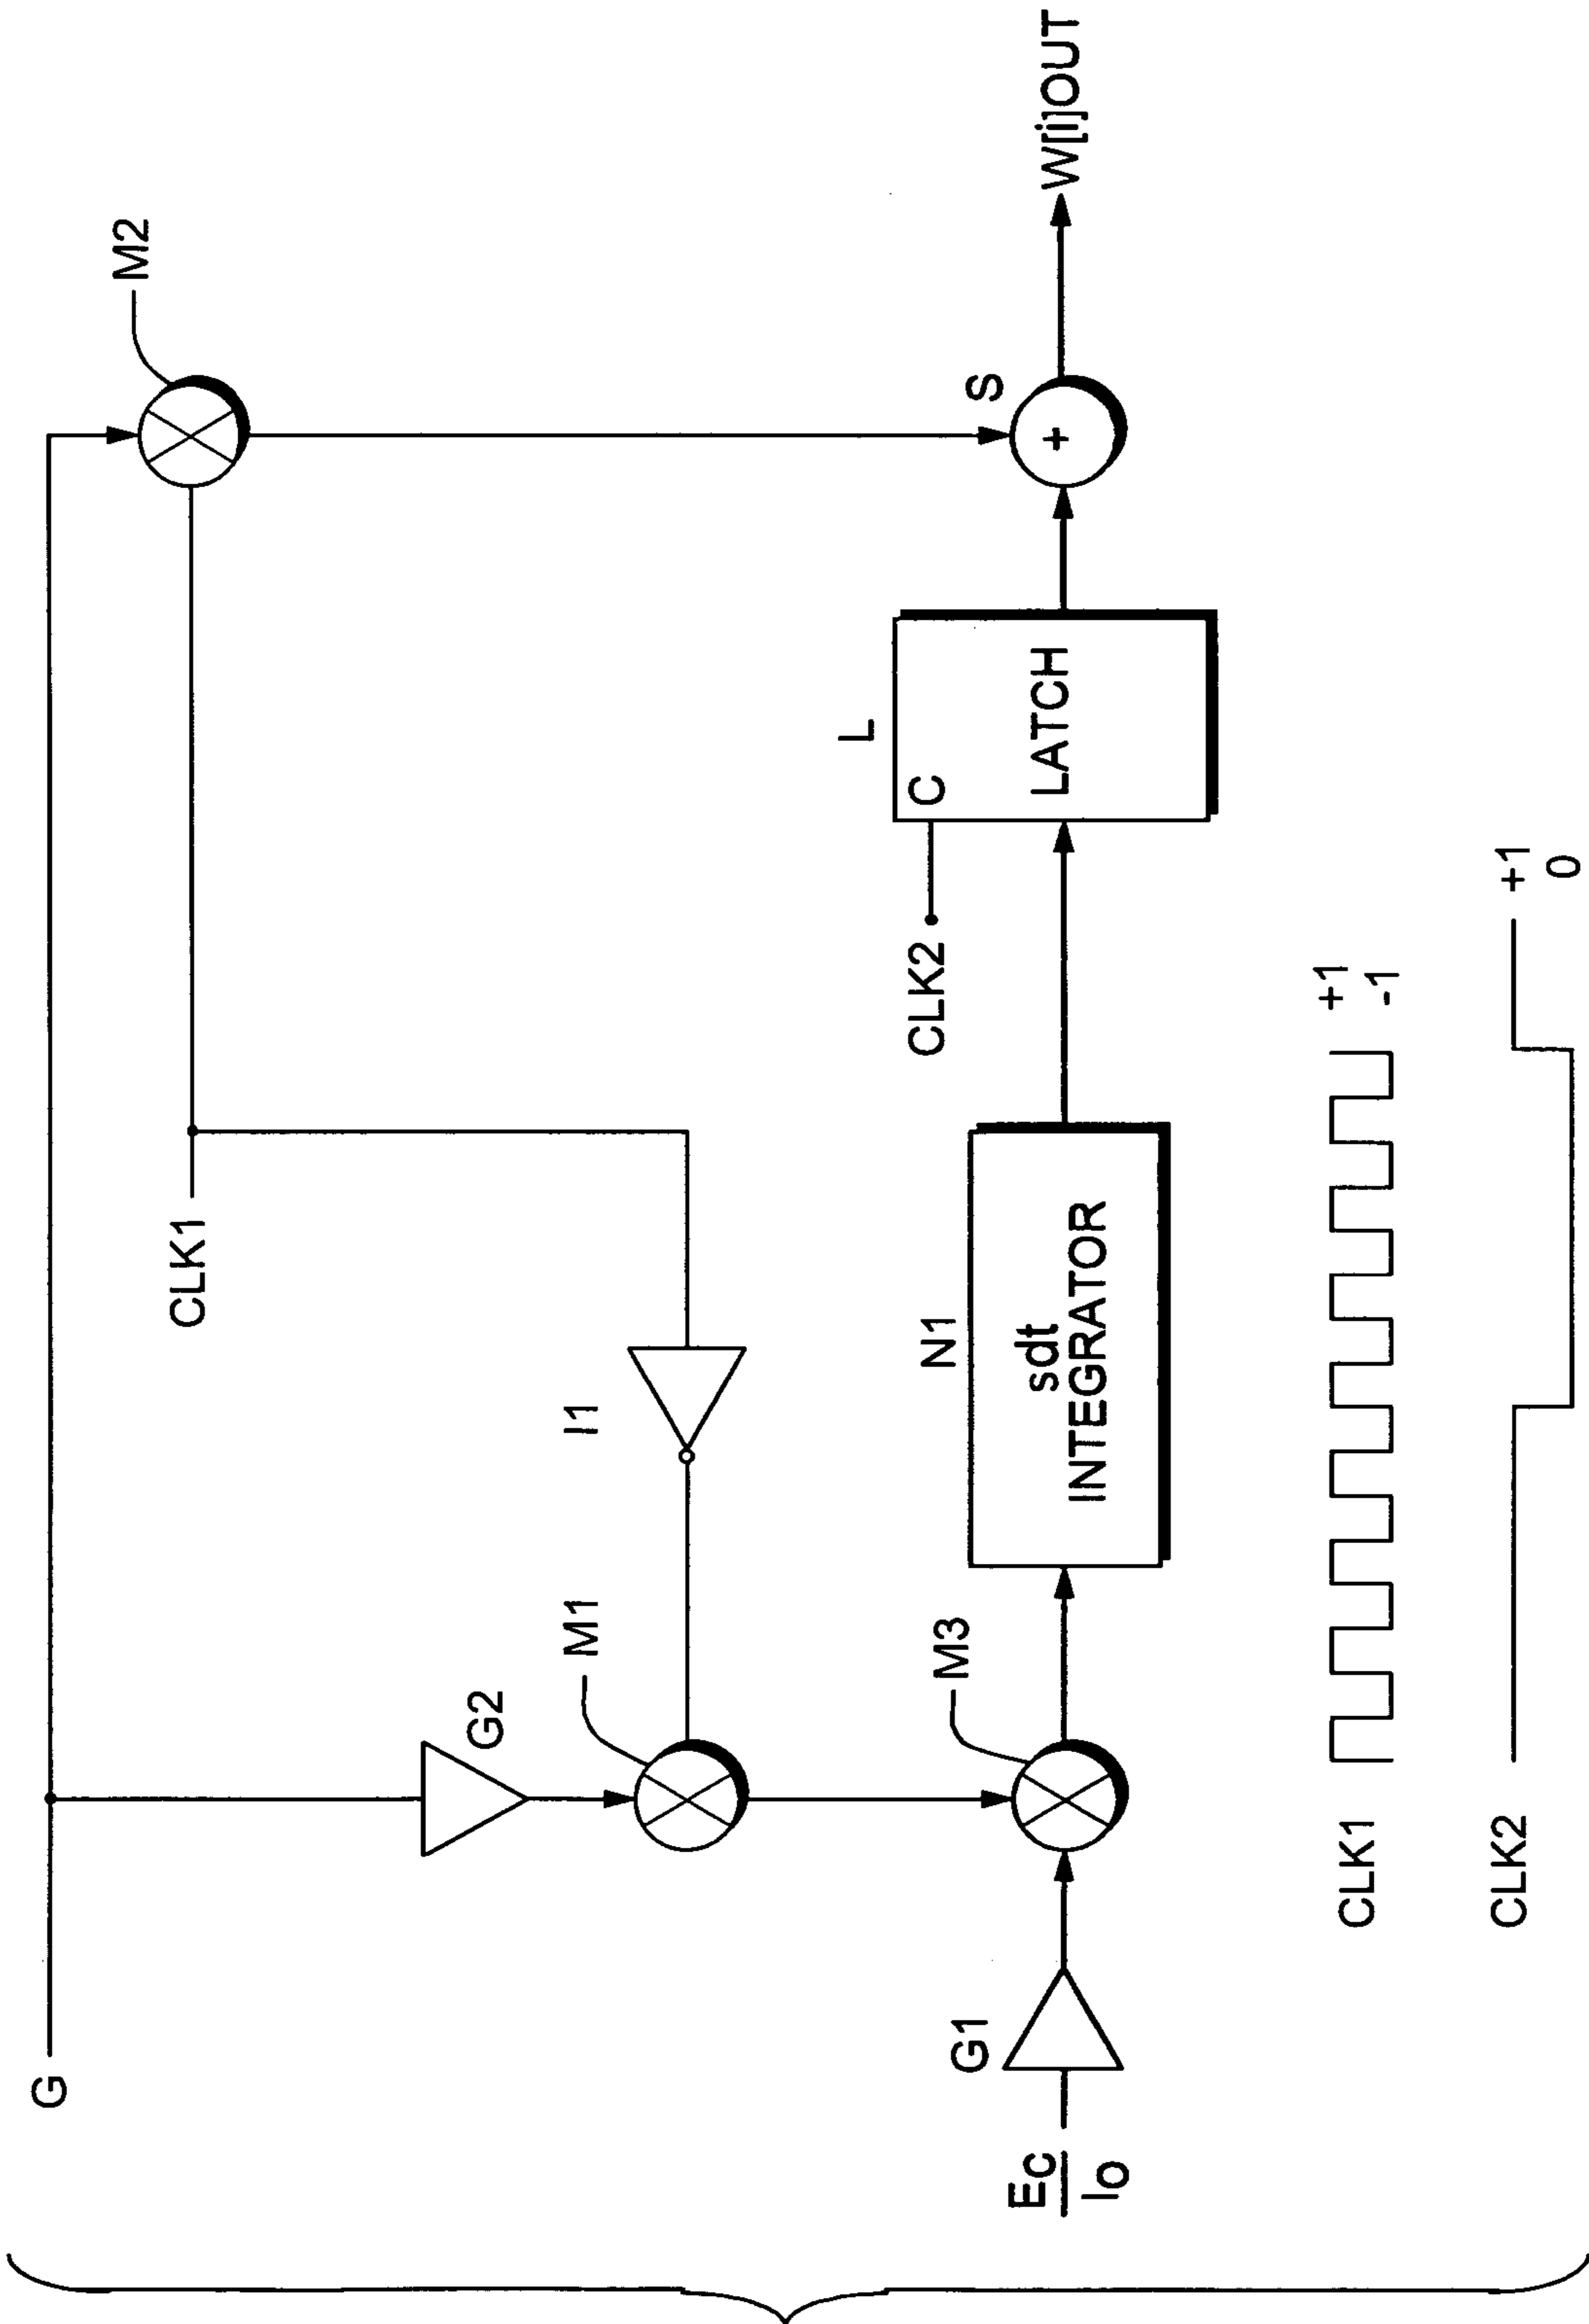 G
M2
CLK1
G2
I1
M1
S
L
C
LATCH
CLK2
W[i]OUT
M3
N1
sdt
INTEGRATOR
G1
Ec
Io
CLK1
+1
-1
CLK2
+1
0